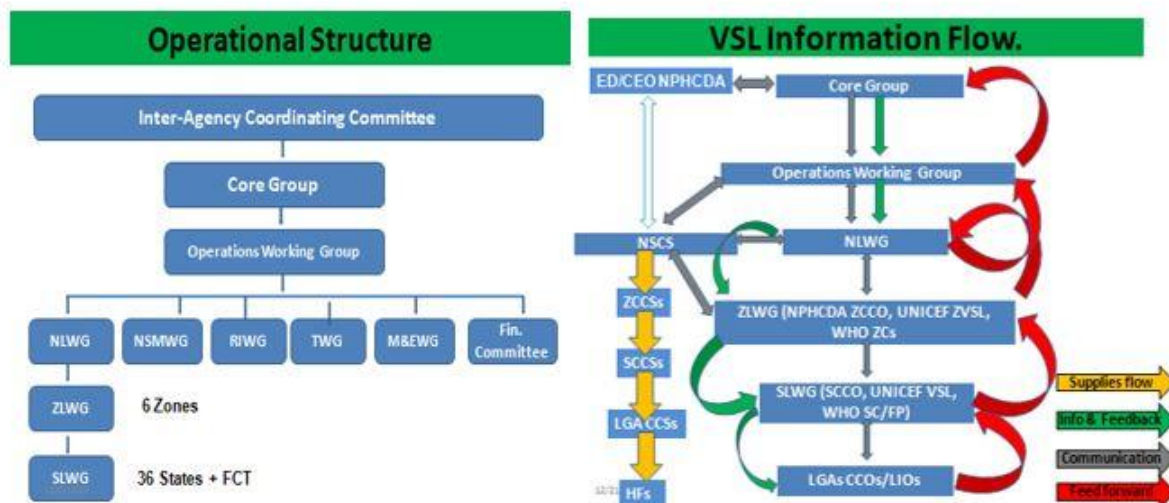 Operational Structure
Inter-Agency Coordinating Committee
Core Group
Operations Working Group
NLWG
NSMWG
RIWG
TWG
M&EWG
Fin.
Committee
ZLWG
6 Zones
SLWG
36 States + FCT
VSL Information Flow.
ED/CEO NPHCDA
Core Group
Operations Working Group
NSCS
NLWG
ZCCSs
ZLWG (NPHCDA ZCCO, UNICEF ZVSL,
WHO ZCs
SCCSs
SLWG (SCCO, UNICEF VSL,
WHO SC/FP)
LGA CCSs
LGAs CCOs/LIOs
HFs
Supplies flow
Info & Feedback
Communication
Feed forward